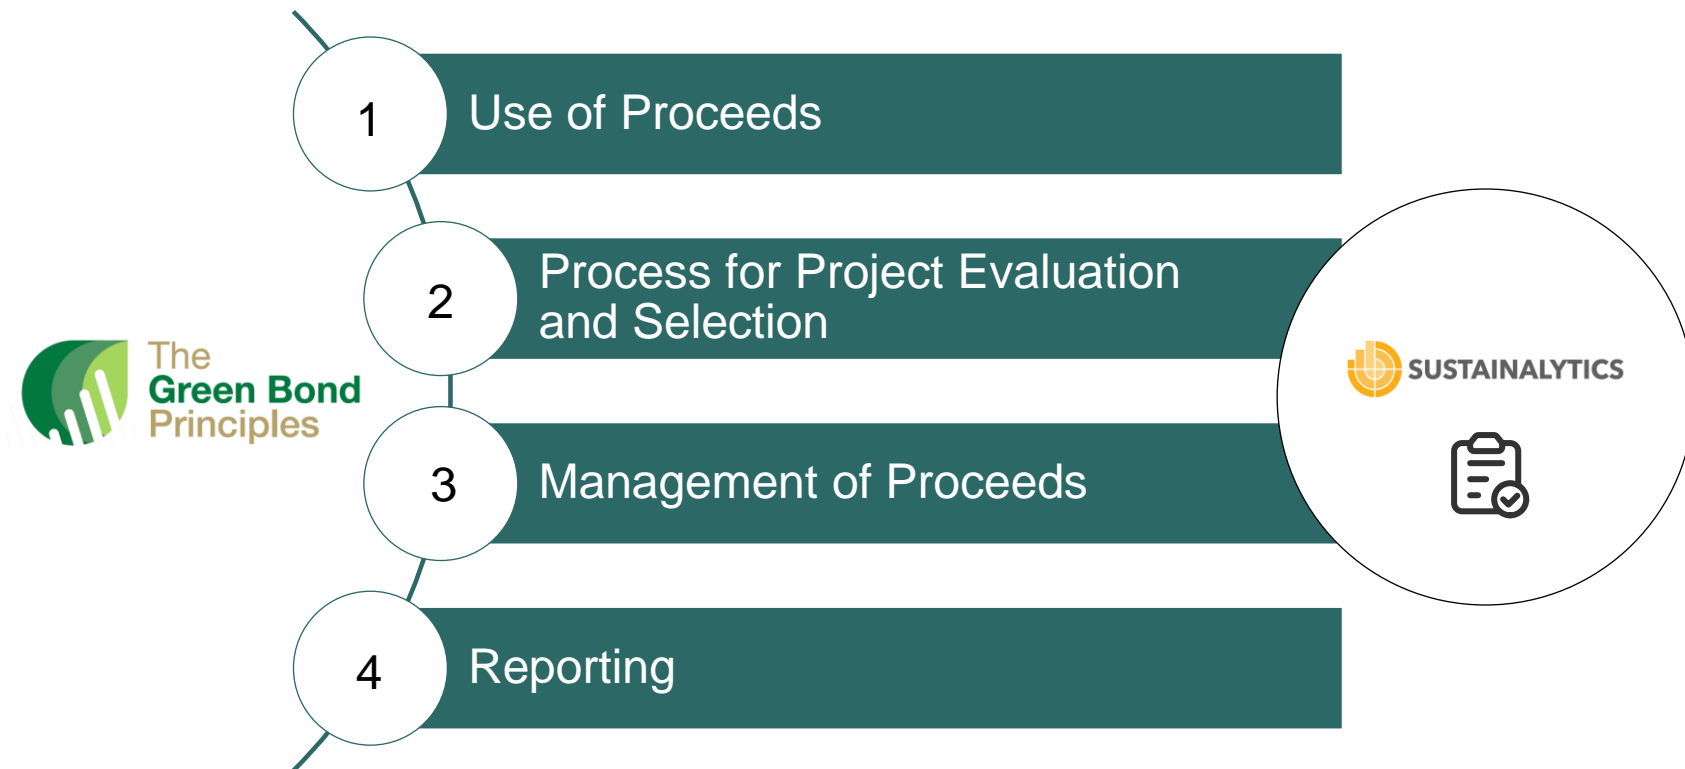 1
Use of Proceeds
2
Process for Project Evaluation
and Selection
The
Green Bond
Principles
3
Management of Proceeds
4
Reporting
SUSTAINALYTICS